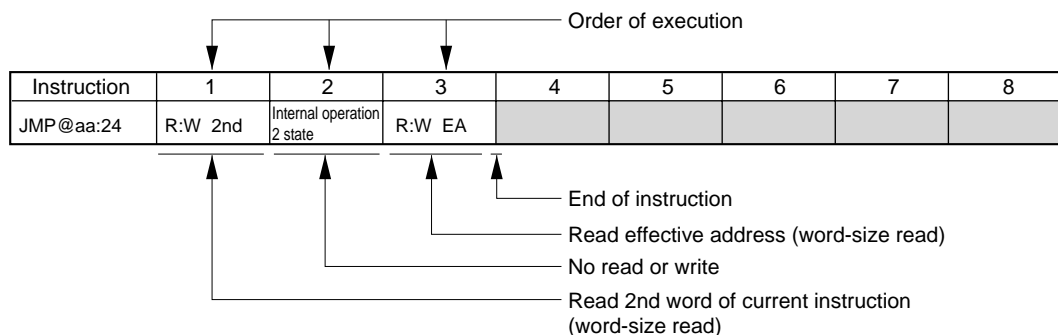 Order of execution
Instruction 1 2 3 4 5 6 7 8
JMP@aa:24 R:W 2nd Internal operation 2 state R:W EA
End of instruction
Read effective address (word-size read)
No read or write
Read 2nd word of current instruction
(word-size read)